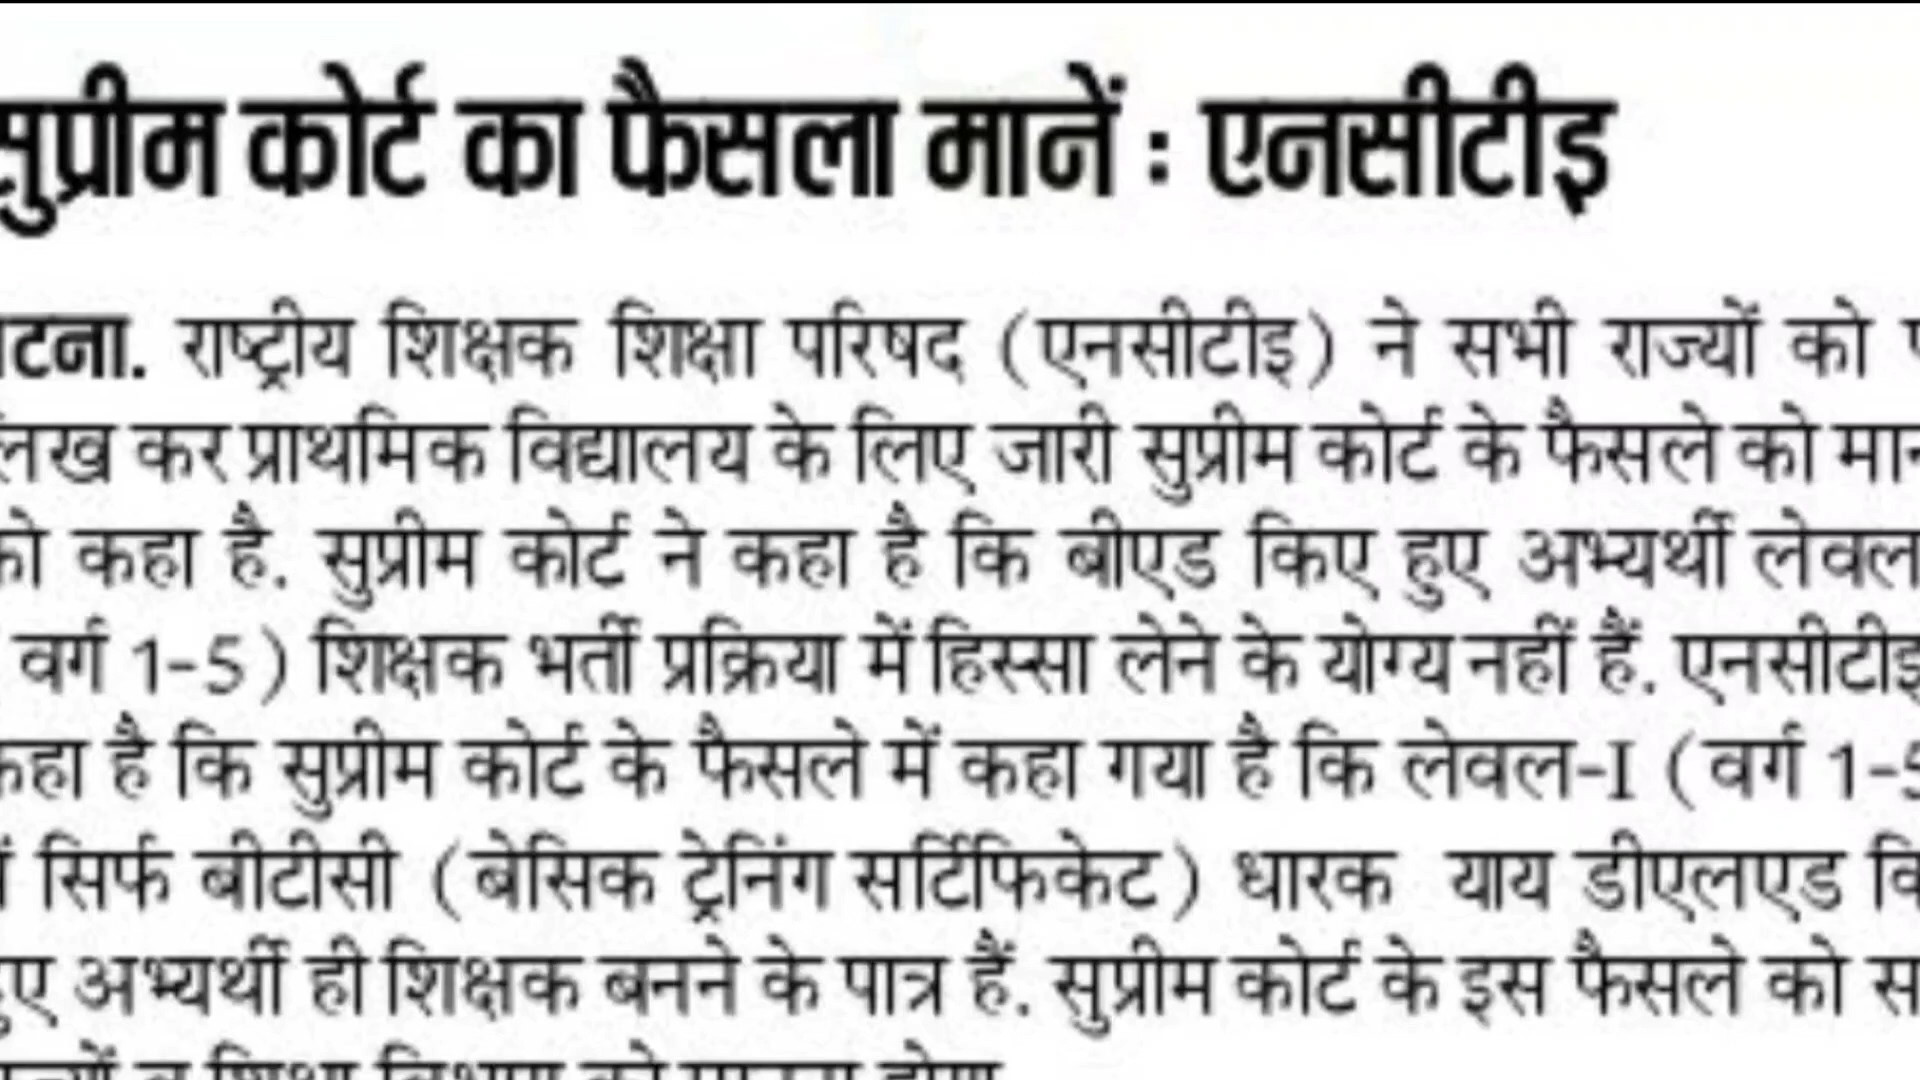 सुप्रीम कोर्ट का फैसला मानें : एनसीटीइ
पटना. राष्ट्रीय शिक्षक शिक्षा परिषद (एनसीटीइ) ने सभी राज्यों को
लिख कर प्राथमिक विद्यालय के लिए जारी सुप्रीम कोर्ट के फैसले को मान
को कहा है. सुप्रीम कोर्ट ने कहा है कि बीएड किए हुए अभ्यर्थी लेवल
वर्ग 1-5) शिक्षक भर्ती प्रक्रिया में हिस्सा लेने के योग्य नहीं हैं. एनसीटीइ
कहा है कि सुप्रीम कोर्ट के फैसले में कहा गया है कि लेवल-I (वर्ग 1-5
में सिर्फ बीटीसी (बेसिक ट्रेनिंग सर्टिफिकेट) धारक याय डीएलएड कि
हुए अभ्यर्थी ही शिक्षक बनने के पात्र हैं. सुप्रीम कोर्ट के इस फैसले को स